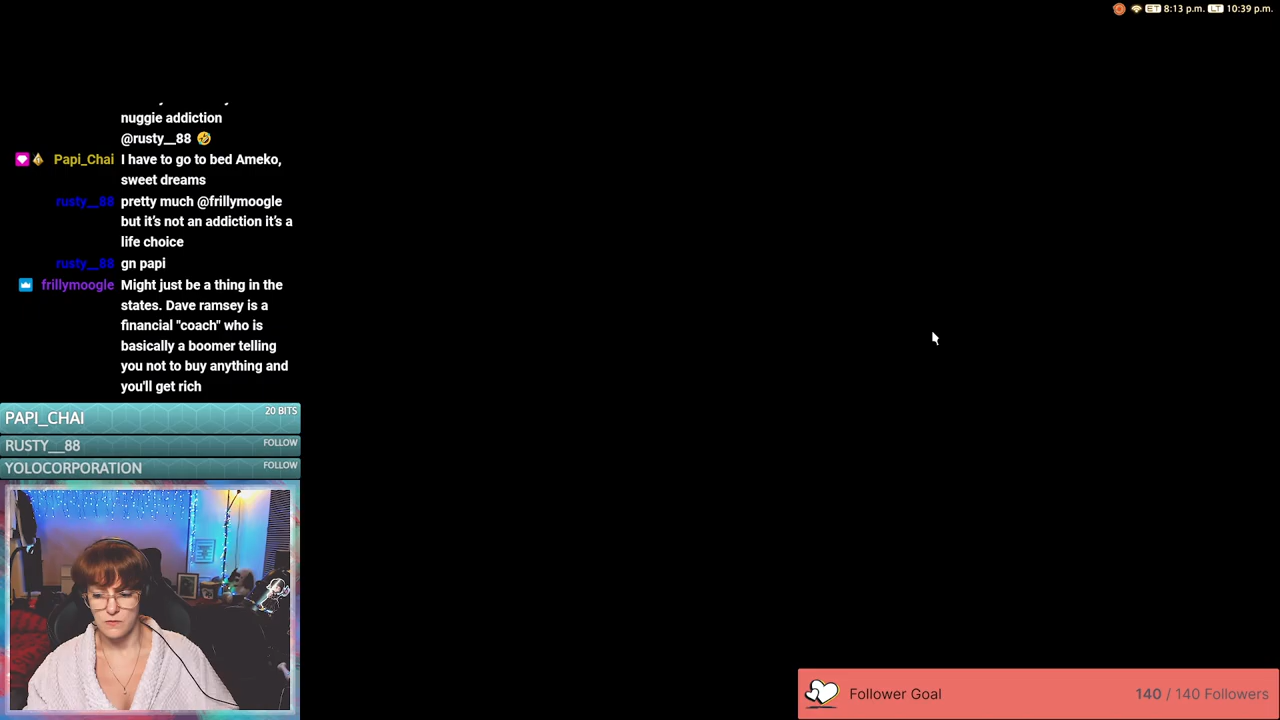 ET 8:13 p.m. LT 10:39 p.m.
nuggie addiction
@rusty__88 🤣
Papi_Chai I have to go to bed Ameko,
sweet dreams
rusty__88 pretty much @frillymoogle
but it's not an addiction it's a
life choice
rusty__88 gn papi
frillymoogle Might just be a thing in the
states. Dave ramsey is a
financial "coach" who is
basically a boomer telling
you not to buy anything and
you'll get rich
PAPI_CHAI 20 BITS
RUSTY__88 FOLLOW
YOLOCORPORATION FOLLOW
Follower Goal 140 / 140 Followers